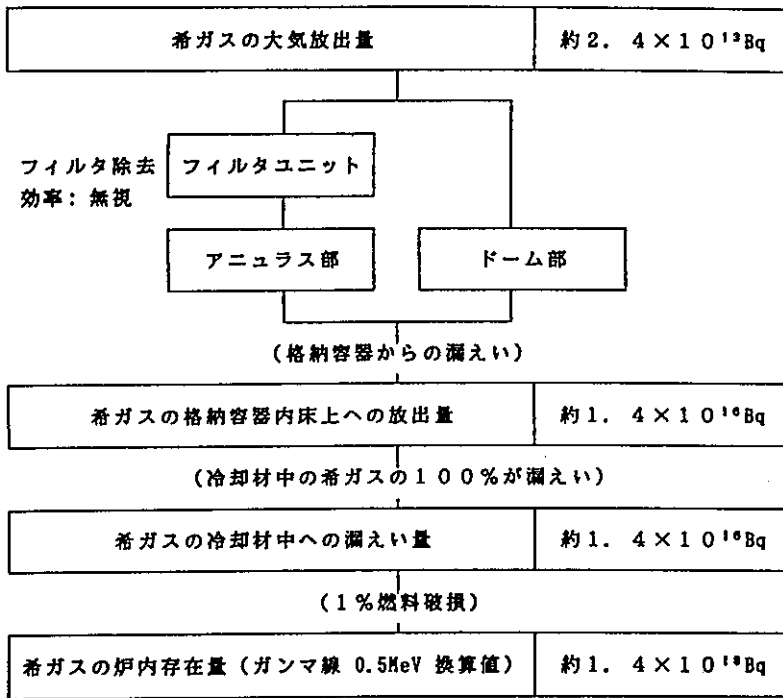 希ガスの大気放出量 約2. 4×10¹³Bq
フィルタ除去
効率: 無視
フィルタユニット
アニュラス部 ドーム部
(格納容器からの漏えい)
希ガスの格納容器内床上への放出量 約1. 4×10¹⁶Bq
(冷却材中の希ガスの100%が漏えい)
希ガスの冷却材中への漏えい量 約1. 4×10¹⁶Bq
(1%燃料破損)
希ガスの炉内存在量 (ガンマ線 0.5MeV 換算値) 約1. 4×10¹⁸Bq